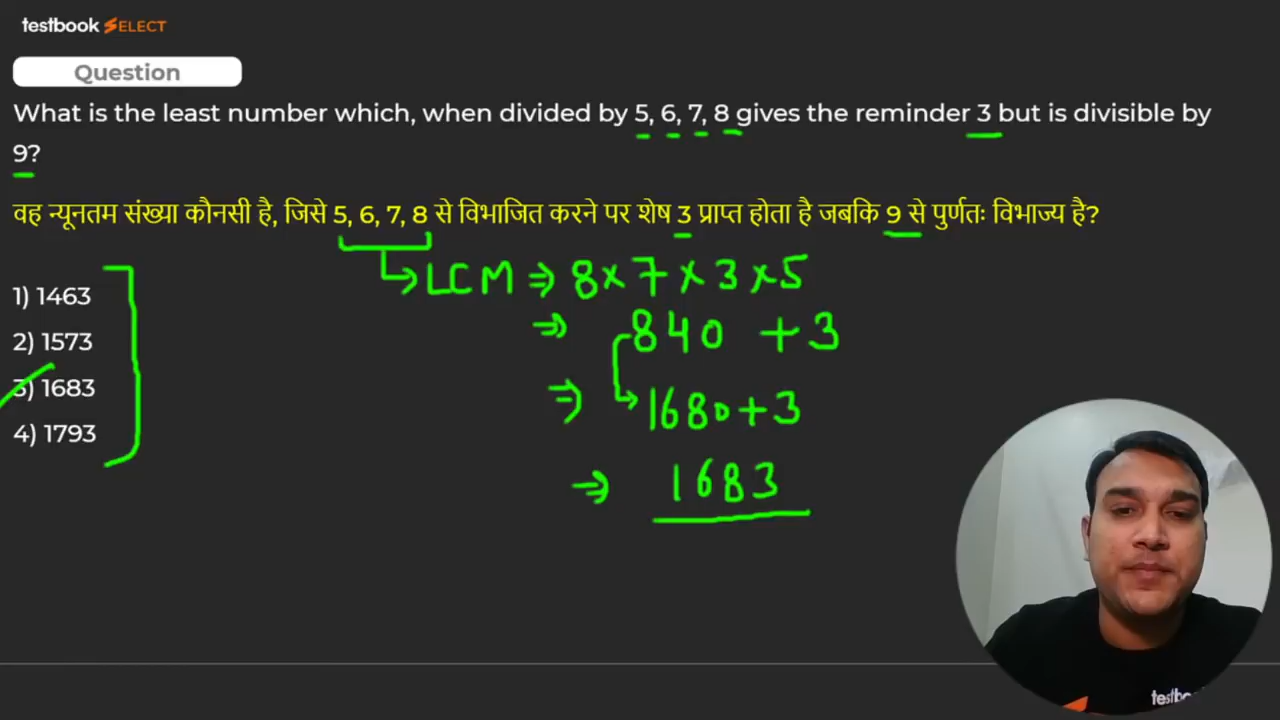 testbook SELECT
Question
What is the least number which, when divided by 5, 6, 7, 8 gives the reminder 3 but is divisible by
9?
वह न्यूनतम संख्या कौनसी है, जिसे 5, 6, 7, 8 से विभाजित करने पर शेष 3 प्राप्त होता है जबकि 9 से पुर्णतः विभाज्य है?
LCM ⇒ 8 × 7 × 3 × 5
1) 1463
⇒ 840 + 3
2) 1573
3) 1683
⇒ 1680 + 3
4) 1793
⇒ 1683